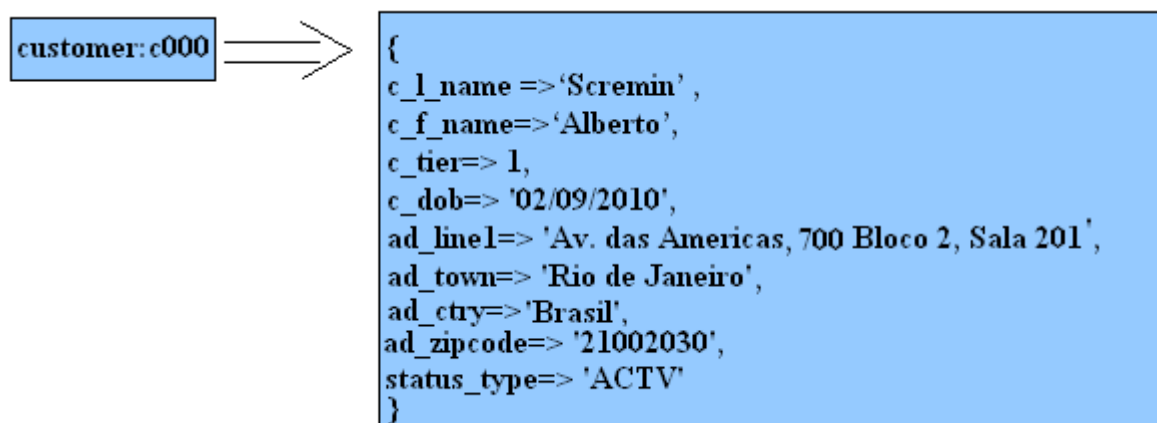 customer:c000
{
c_l_name =>‘Scremin’ ,
c_f_name=>‘Alberto’,
c_tier=> 1,
c_dob=> '02/09/2010',
ad_line1=> 'Av. das Americas, 700 Bloco 2, Sala 201',
ad_town=> 'Rio de Janeiro',
ad_ctry=>'Brasil',
ad_zipcode=> '21002030',
status_type=> 'ACTV'
}